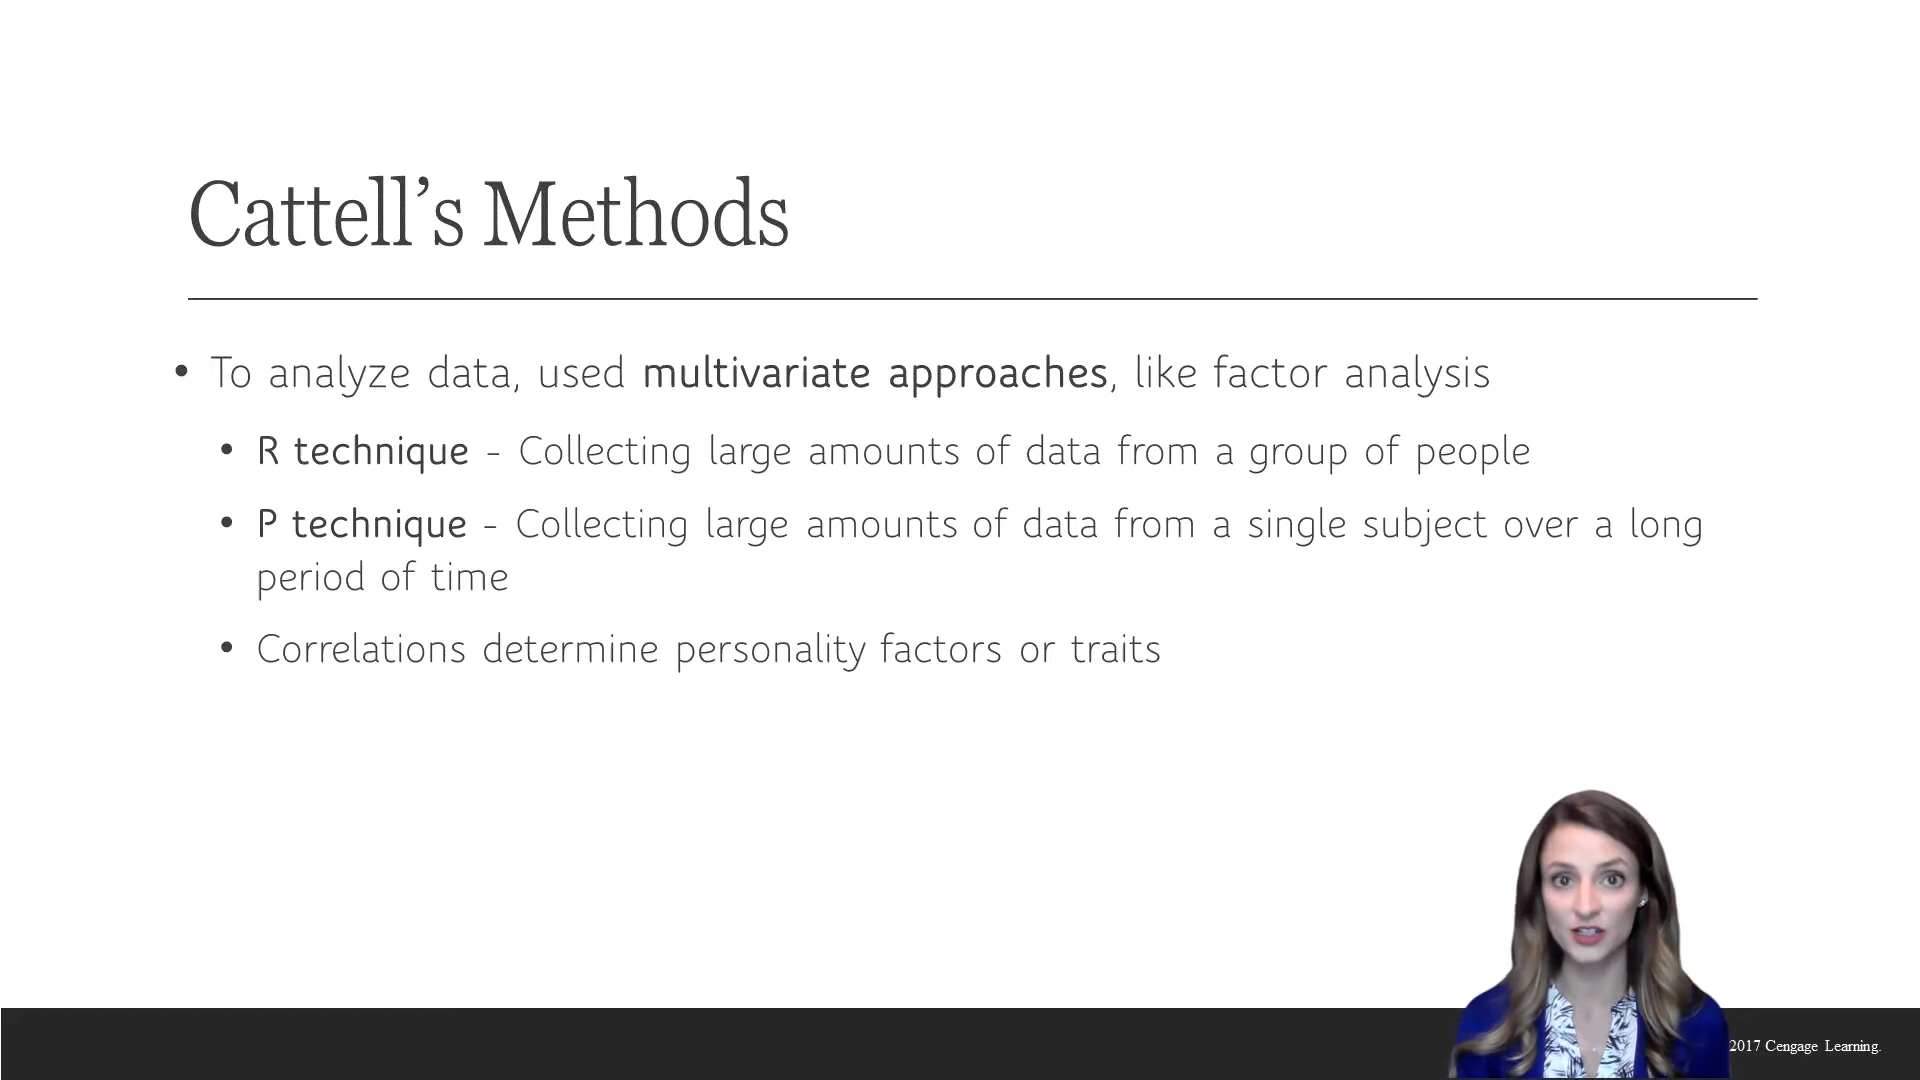 Cattell’s Methods
• To analyze data, used multivariate approaches, like factor analysis
• R technique - Collecting large amounts of data from a group of people
• P technique - Collecting large amounts of data from a single subject over a long
period of time
• Correlations determine personality factors or traits
2017 Cengage Learning.